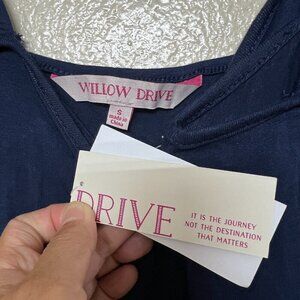 WILLOW DRIVE
S
made in
China
DRIVE
IT IS THE JOURNEY
NOT THE DESTINATION
THAT MATTERS